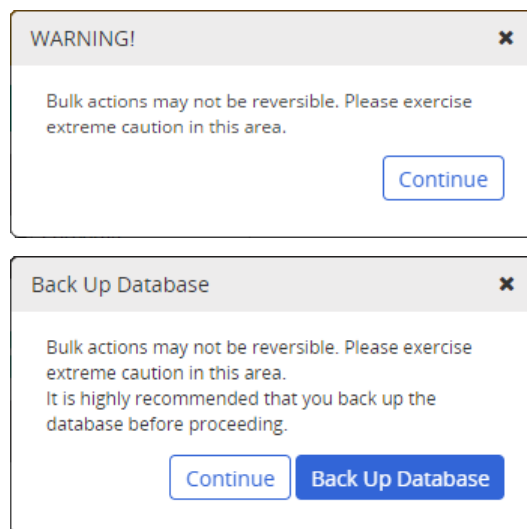 WARNING!
Bulk actions may not be reversible. Please exercise
extreme caution in this area.
Continue
Back Up Database
Bulk actions may not be reversible. Please exercise
extreme caution in this area.
It is highly recommended that you back up the
database before proceeding.
Continue Back Up Database